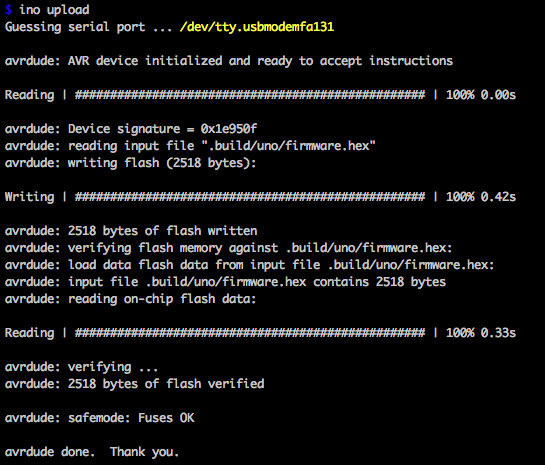 $ ino upload
Guessing serial port ... /dev/tty.usbmodemfa131
avrdude: AVR device initialized and ready to accept instructions
Reading | ################################################## | 100% 0.00s
avrdude: Device signature = 0x1e950f
avrdude: reading input file ".build/uno/firmware.hex"
avrdude: writing flash (2518 bytes):
Writing | ################################################## | 100% 0.42s
avrdude: 2518 bytes of flash written
avrdude: verifying flash memory against .build/uno/firmware.hex:
avrdude: load data flash data from input file .build/uno/firmware.hex:
avrdude: input file .build/uno/firmware.hex contains 2518 bytes
avrdude: reading on-chip flash data:
Reading | ################################################## | 100% 0.33s
avrdude: verifying ...
avrdude: 2518 bytes of flash verified
avrdude: safemode: Fuses OK
avrdude done.  Thank you.